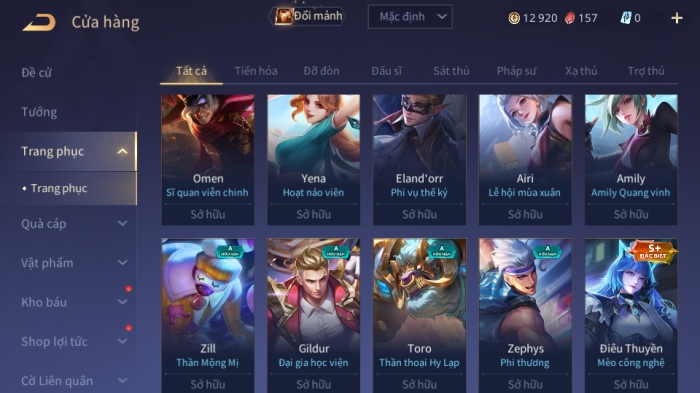 Cửa hàng
Đổi mảnh
Mặc định
12 920
157
0
Đề cử
Tướng
Trang phục
Trang phục
Quà cáp
Vật phẩm
Kho báu
Shop lợi tức
Cờ Liên quân
Tất cả
Tiến hóa
Đỡ đòn
Đấu sĩ
Sát thủ
Pháp sư
Xạ thủ
Trợ thủ
Omen
Sĩ quan viễn chinh
Sở hữu
Yena
Hoạt náo viên
Sở hữu
Eland'orr
Phi vụ thế kỷ
Sở hữu
Airi
Lễ hội mùa xuân
Sở hữu
Amily
Amily Quang vinh
Sở hữu
A
HỮU HẠN
Zill
Thần Mộng Mị
Sở hữu
A
HỮU HẠN
Gildur
Đại gia học viện
Sở hữu
A
HỮU HẠN
Toro
Thần thoại Hy Lạp
Sở hữu
A
HỮU HẠN
Zephys
Phi thương
Sở hữu
S+
ĐẶC BIỆT
Điêu Thuyền
Mèo công nghệ
Sở hữu